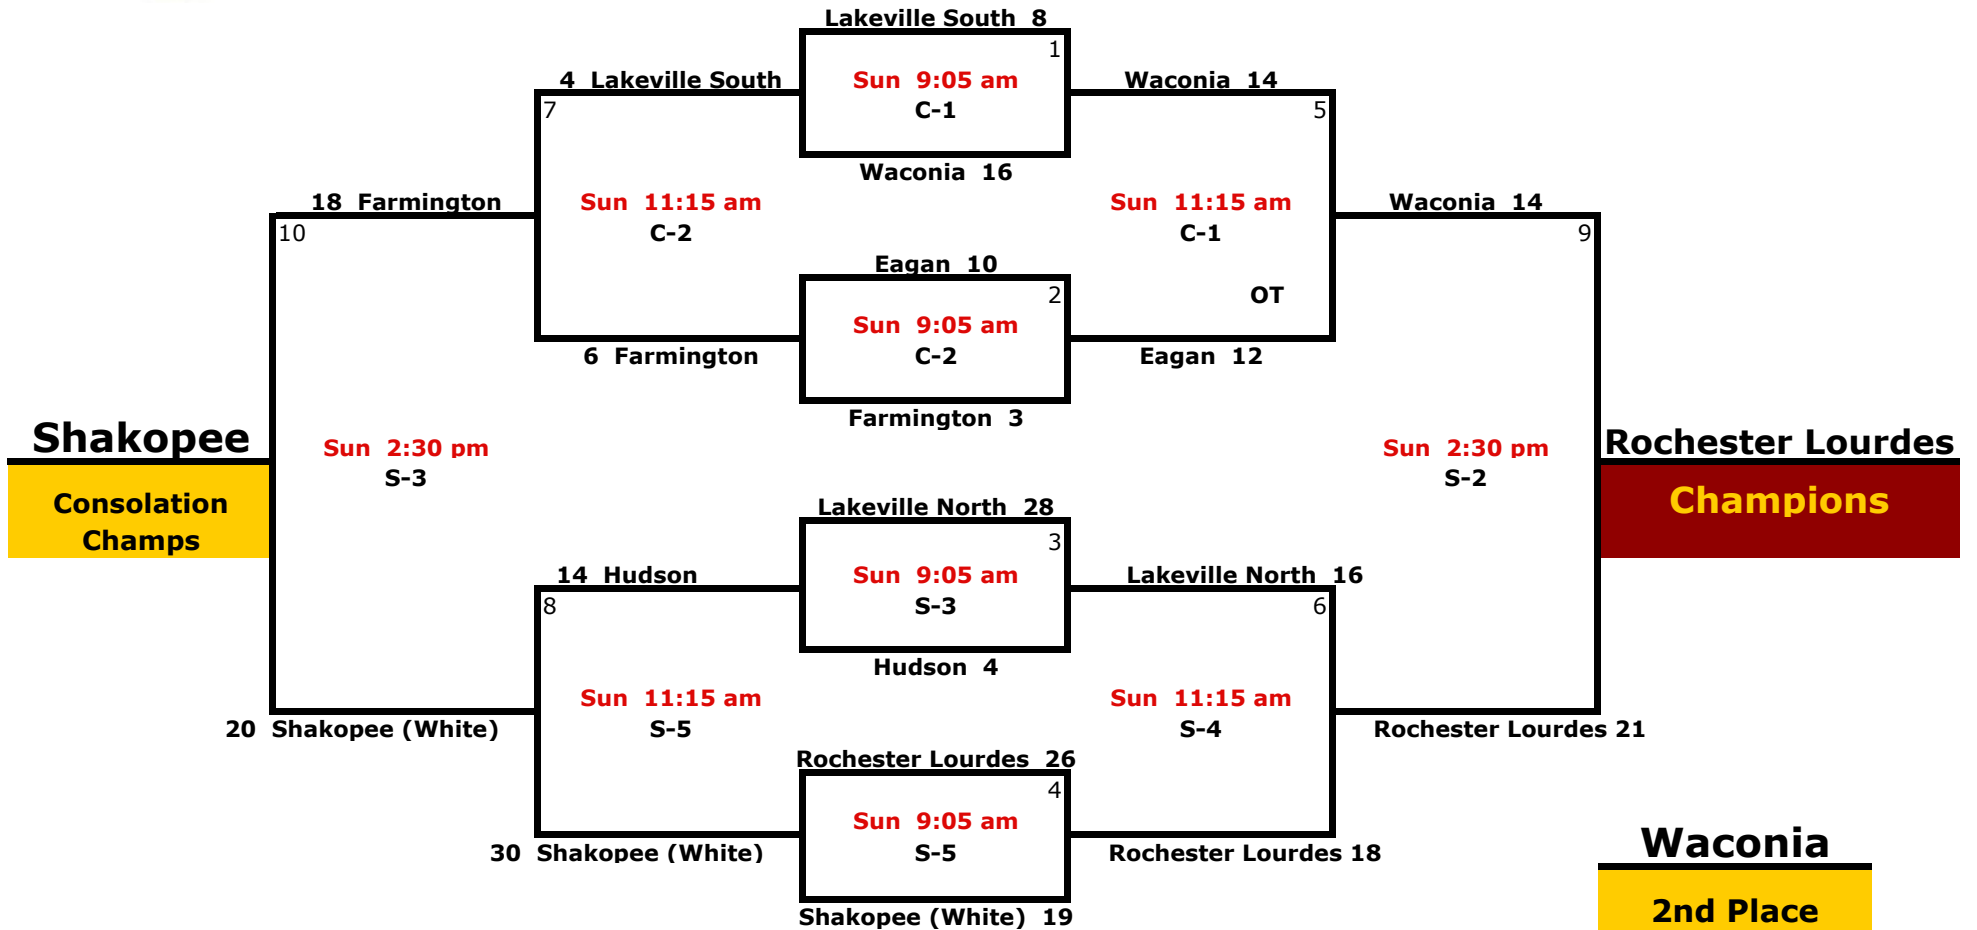 Lakeville South  8
1
4  Lakeville South
Sun  9:05 am
Waconia  14
7
C-1
5
Waconia  16
18  Farmington
Sun  11:15 am
Sun  11:15 am
Waconia  14
10
C-2
C-1
9
Eagan  10
2
OT
Sun  9:05 am
6  Farmington
C-2
Eagan  12
Farmington  3
Shakopee
Sun  2:30 pm
Sun  2:30 pm
Rochester Lourdes
S-3
S-2
Consolation
Champs
Champions
Lakeville North  28
3
14  Hudson
Sun  9:05 am
Lakeville North  16
8
S-3
6
Hudson  4
Sun  11:15 am
Sun  11:15 am
20  Shakopee (White)
S-5
S-4
Rochester Lourdes 21
Rochester Lourdes  26
4
Sun  9:05 am
30  Shakopee (White)
S-5
Rochester Lourdes 18
Waconia
Shakopee (White)  19
2nd Place